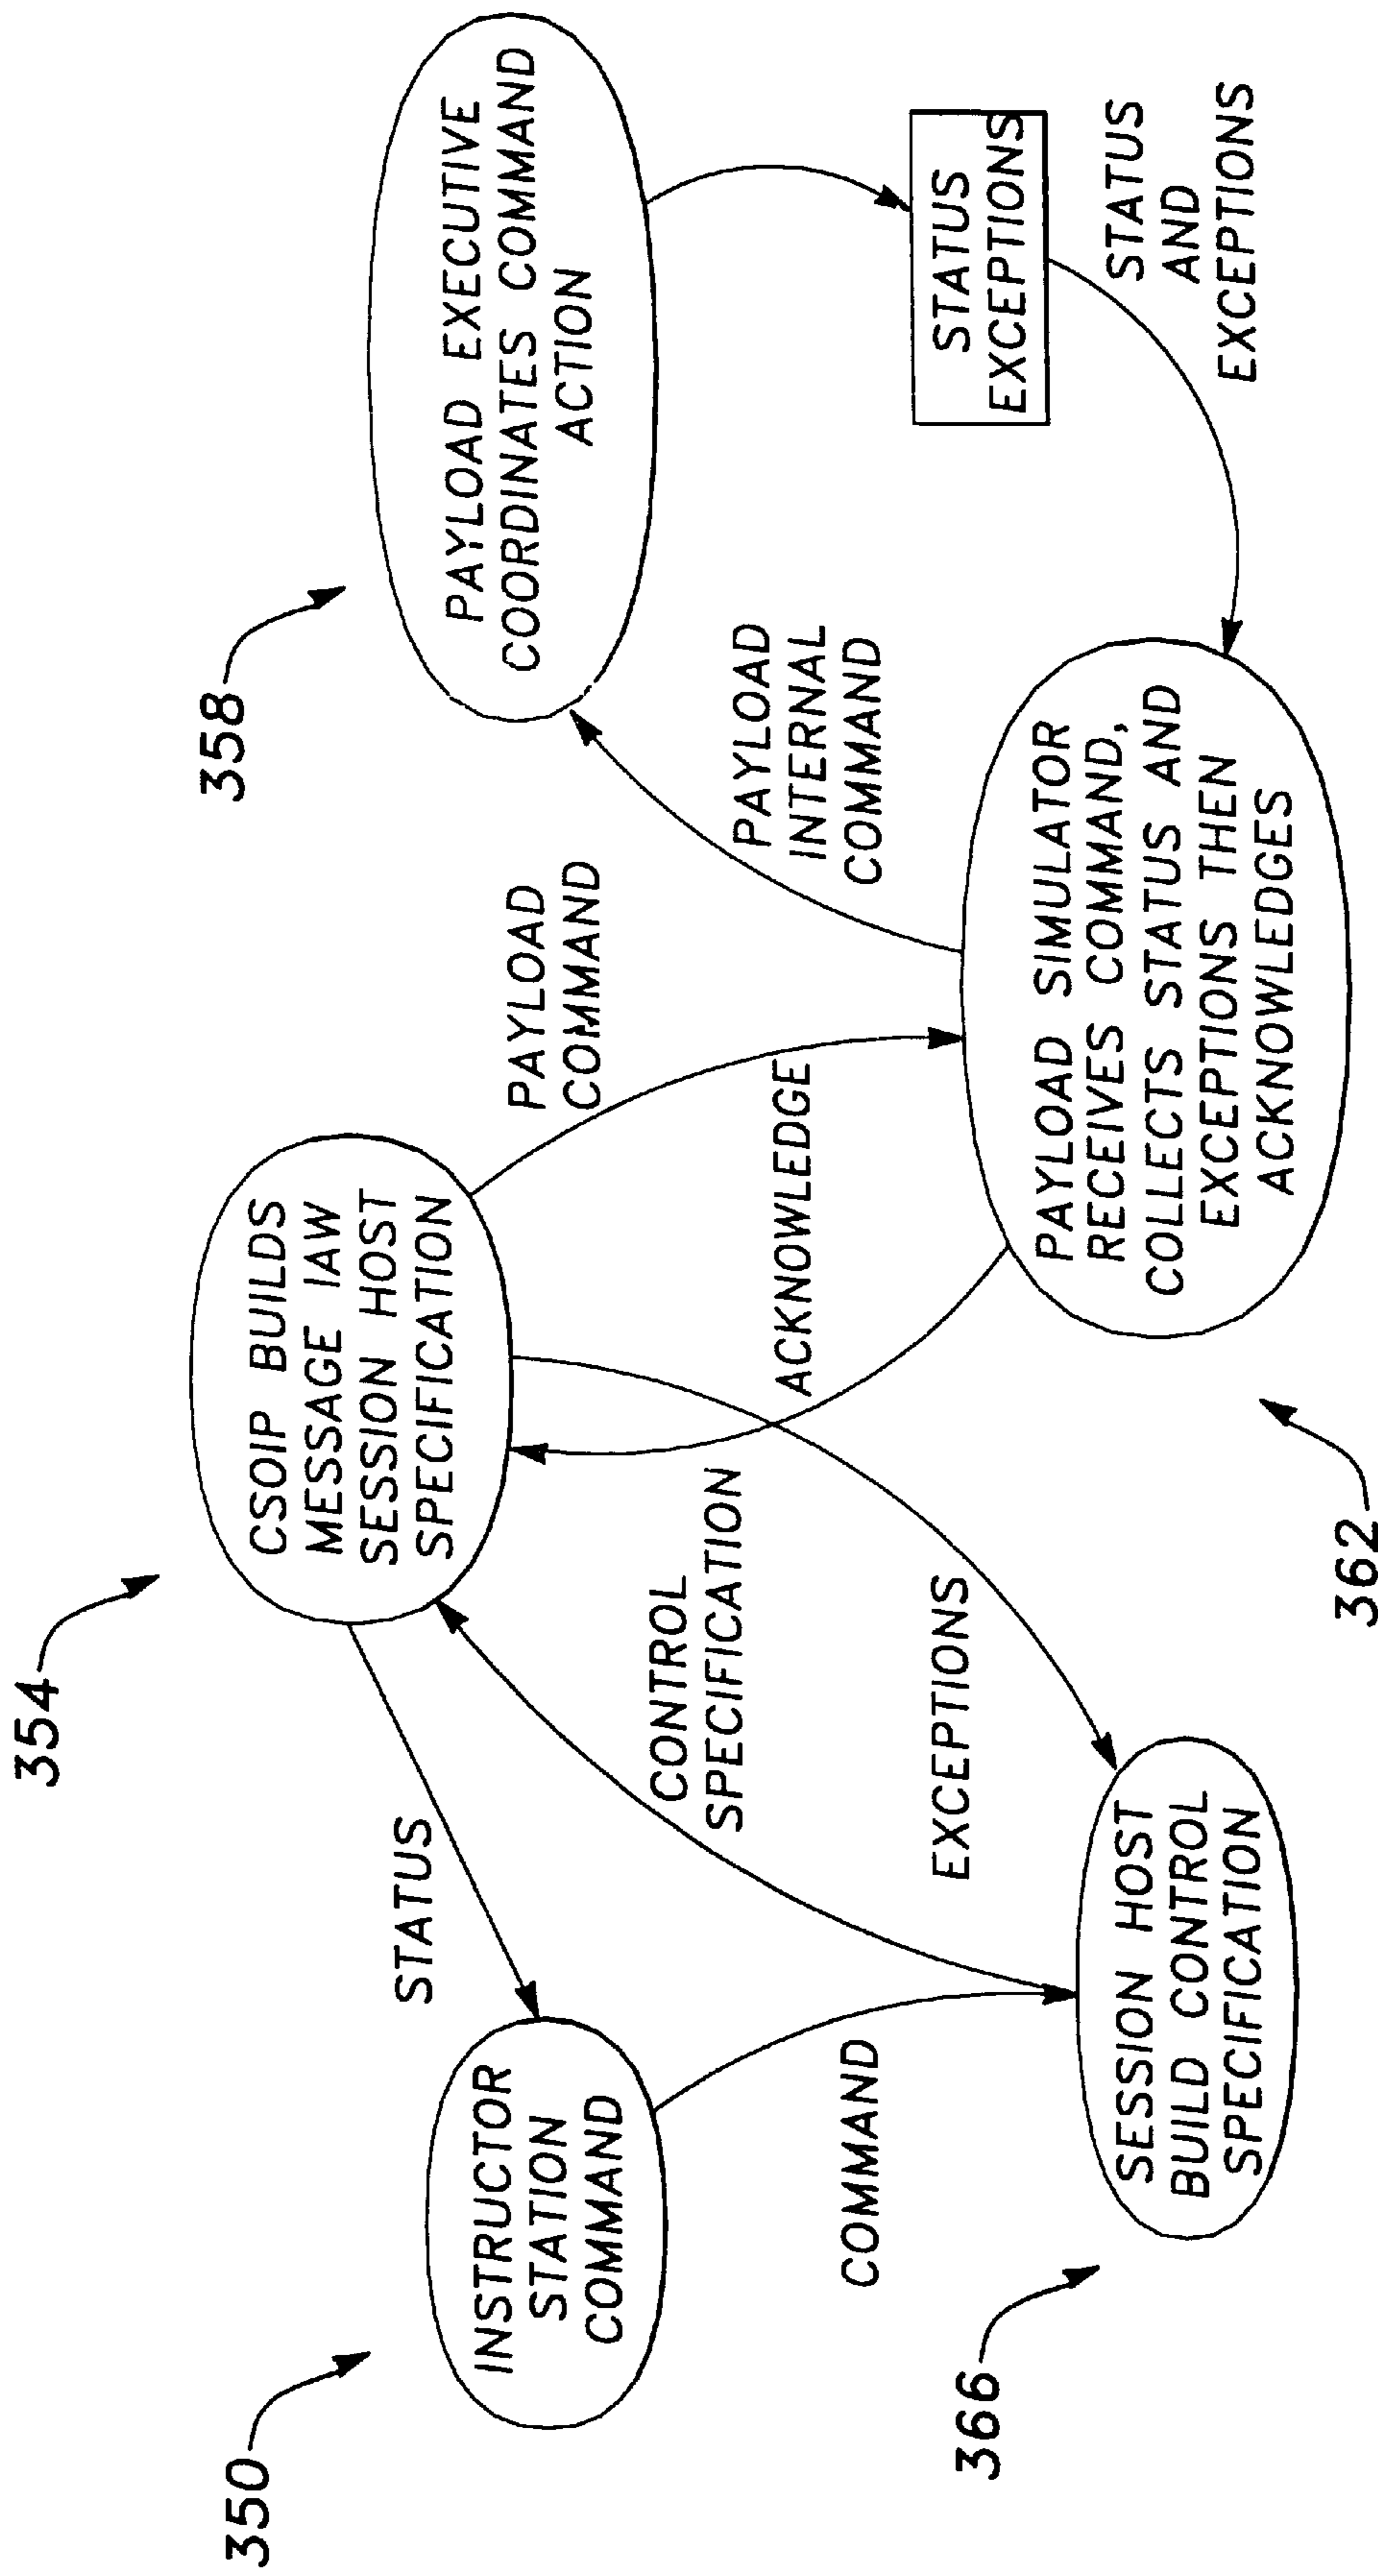 350
INSTRUCTOR
STATION
COMMAND
STATUS
354
CSOIP BUILDS
MESSAGE IAW
SESSION HOST
SPECIFICATION
358
PAYLOAD EXECUTIVE
COORDINATES COMMAND
ACTION
COMMAND
CONTROL
SPECIFICATION
EXCEPTIONS
ACKNOWLEDGE
PAYLOAD
COMMAND
PAYLOAD
INTERNAL
COMMAND
STATUS
EXCEPTIONS
STATUS
AND
EXCEPTIONS
366
SESSION HOST
BUILD CONTROL
SPECIFICATION
362
PAYLOAD SIMULATOR
RECEIVES COMMAND,
COLLECTS STATUS AND
EXCEPTIONS THEN
ACKNOWLEDGES